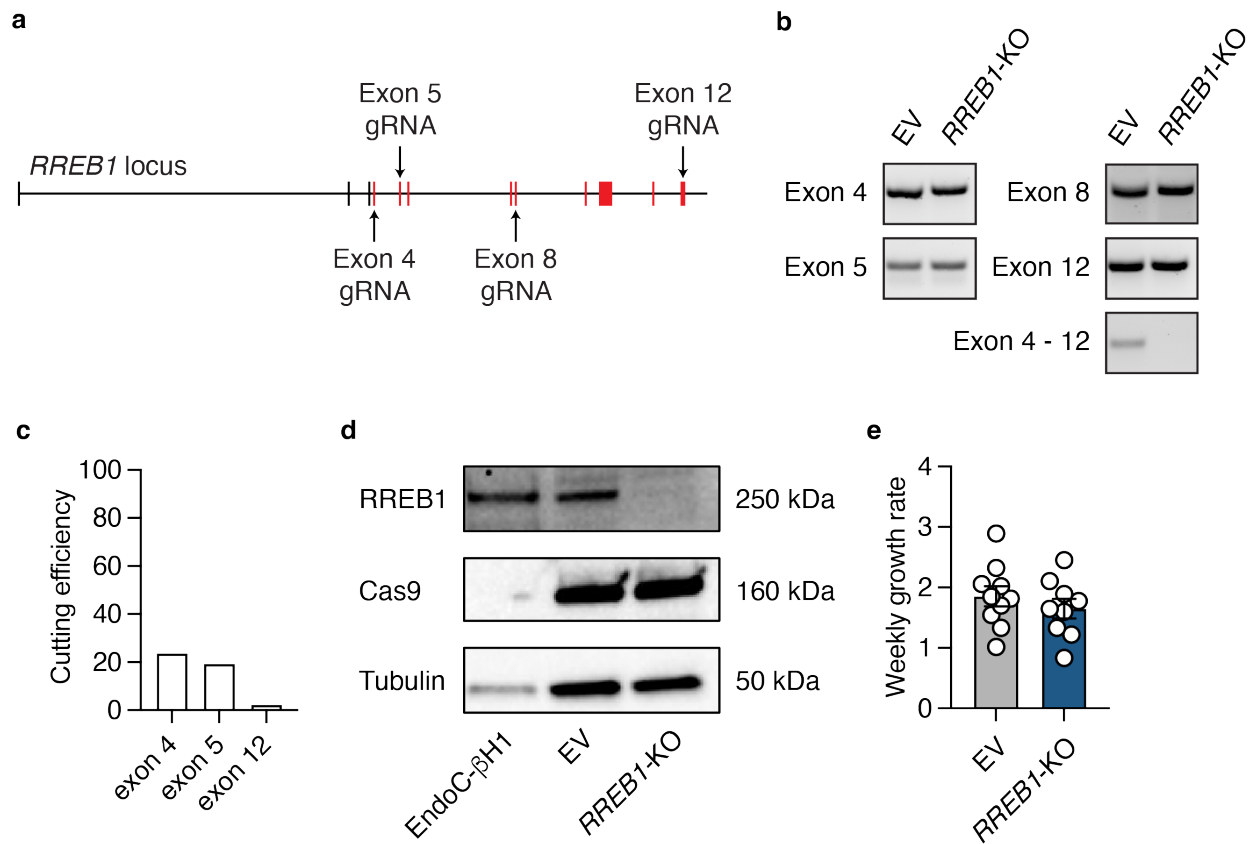 a
Exon 5
gRNA
Exon 12
gRNA
RREB1 locus
Exon 4
gRNA
Exon 8
gRNA
b
EV
RREB1-KO
EV
RREB1-KO
Exon 4
Exon 8
Exon 5
Exon 12
Exon 4 - 12
c
Cutting efficiency
100
80
60
40
20
0
exon 4
exon 5
exon 12
d
RREB1
250 kDa
Cas9
160 kDa
Tubulin
50 kDa
EndoC-βH1
EV
RREB1-KO
e
Weekly growth rate
4
3
2
1
0
EV
RREB1-KO